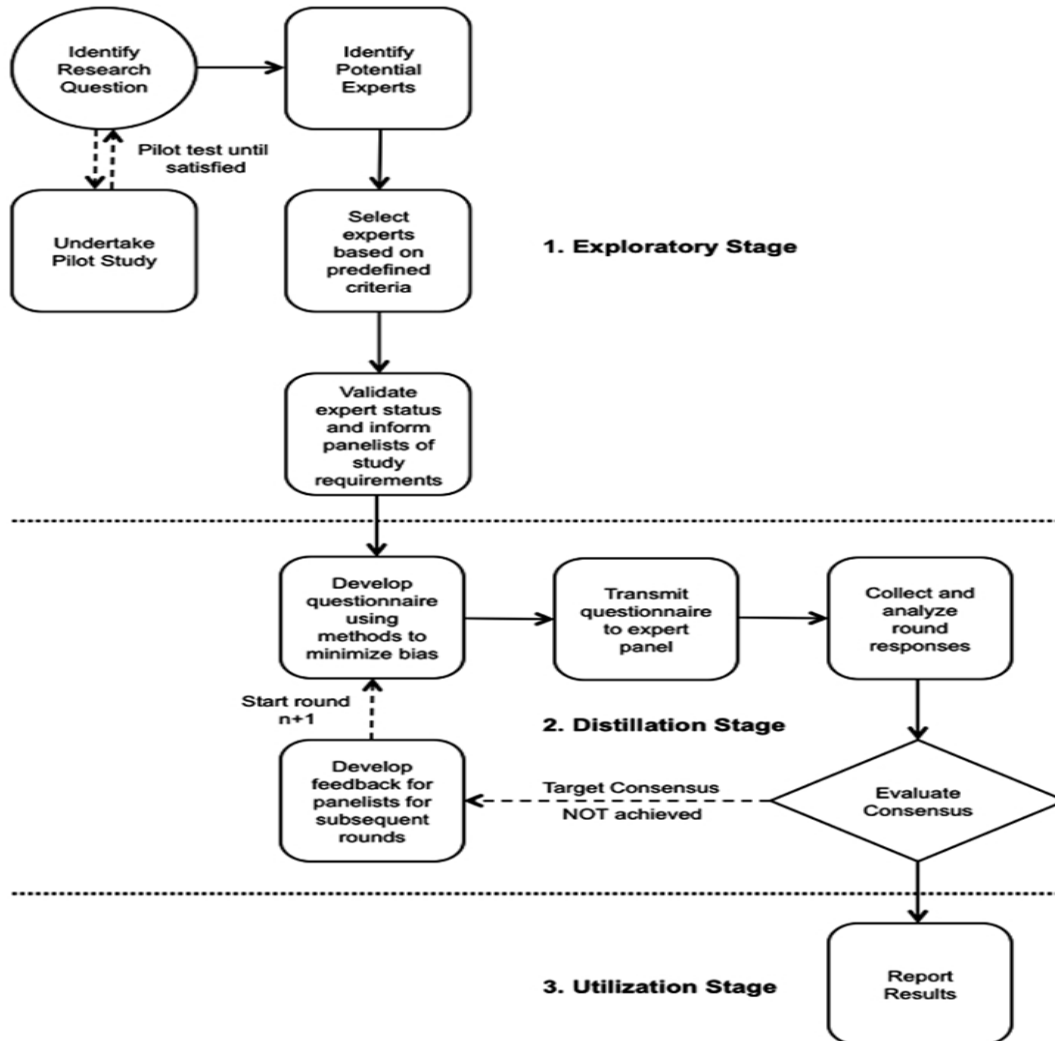 Identify
Research
Question
Identify
Potential
Experts
Pilot test until
satisfied
Undertake
Pilot Study
Select
experts
based on
predefined
criteria
1. Exploratory Stage
Validate
expert status
and inform
panelists of
study
requirements
Develop
questionnaire
using
methods to
minimize bias
Transmit
questionnaire
to expert
panel
Collect and
analyze
round
responses
Start round
n+1
2. Distillation Stage
Develop
feedback for
panelists for
subsequent
rounds
Target Consensus
NOT achieved
Evaluate
Consensus
3. Utilization Stage
Report
Results